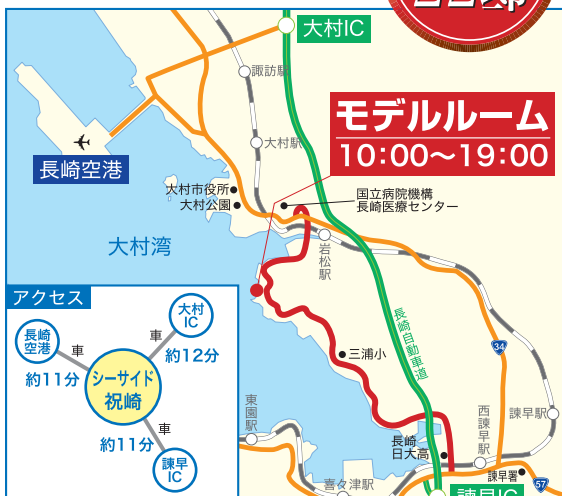 大村IC
諏訪駅
モデルルーム
10:00〜19:00
大村駅
長崎空港
大村市役所
大村公園
国立病院機構
長崎医療センター
大村湾
岩松駅
アクセス
大村
IC
長崎
空港
車
車
約12分
約11分
シーサイド
祝崎
約11分
車
諫早
IC
長崎自動車道
34
三浦小
東園駅
西諫早駅
諫早駅
長崎
日大高
諫早署
喜々津駅
諫早IC
57